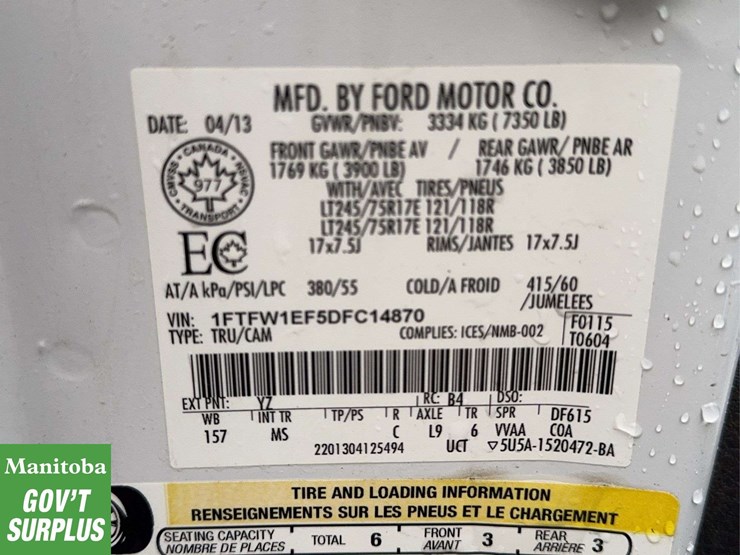 MFD. BY FORD MOTOR CO.
DATE: 04/13 GVWR/PNBV: 3334 KG ( 7350 LB)
FRONT GAWR/PNBE AV / REAR GAWR/ PNBE AR
1769 KG ( 3900 LB) 1746 KG ( 3850 LB)
CANADA
CMVSS NSVAC
977
TRANSPORT
WITH/AVEC TIRES/PNEUS
LT245/75R17E 121/118R
LT245/75R17E 121/118R
17x7.5J RIMS/JANTES 17x7.5J
EC
AT/A kPa/PSI/LPC 380/55 COLD/A FROID 415/60
/JUMELEES
VIN: 1FTFW1EF5DFC14870 F0115
TYPE: TRU/CAM COMPLIES: ICES/NMB-002 T0604
EXT PNT: YZ RC: B4 DSO:
WB INT TR TP/PS R AXLE TR SPR DF615
157 MS C L9 6 VVAA COA
2201304125494 UCT ▽5U5A-1520472-BA
Manitoba
GOV'T
SURPLUS
TIRE AND LOADING INFORMATION
RENSEIGNEMENTS SUR LES PNEUS ET LE CHARGEMENT
SEATING CAPACITY TOTAL 6 FRONT 3 REAR 3
NOMBRE DE PLACES AVANT ARRIÈRE